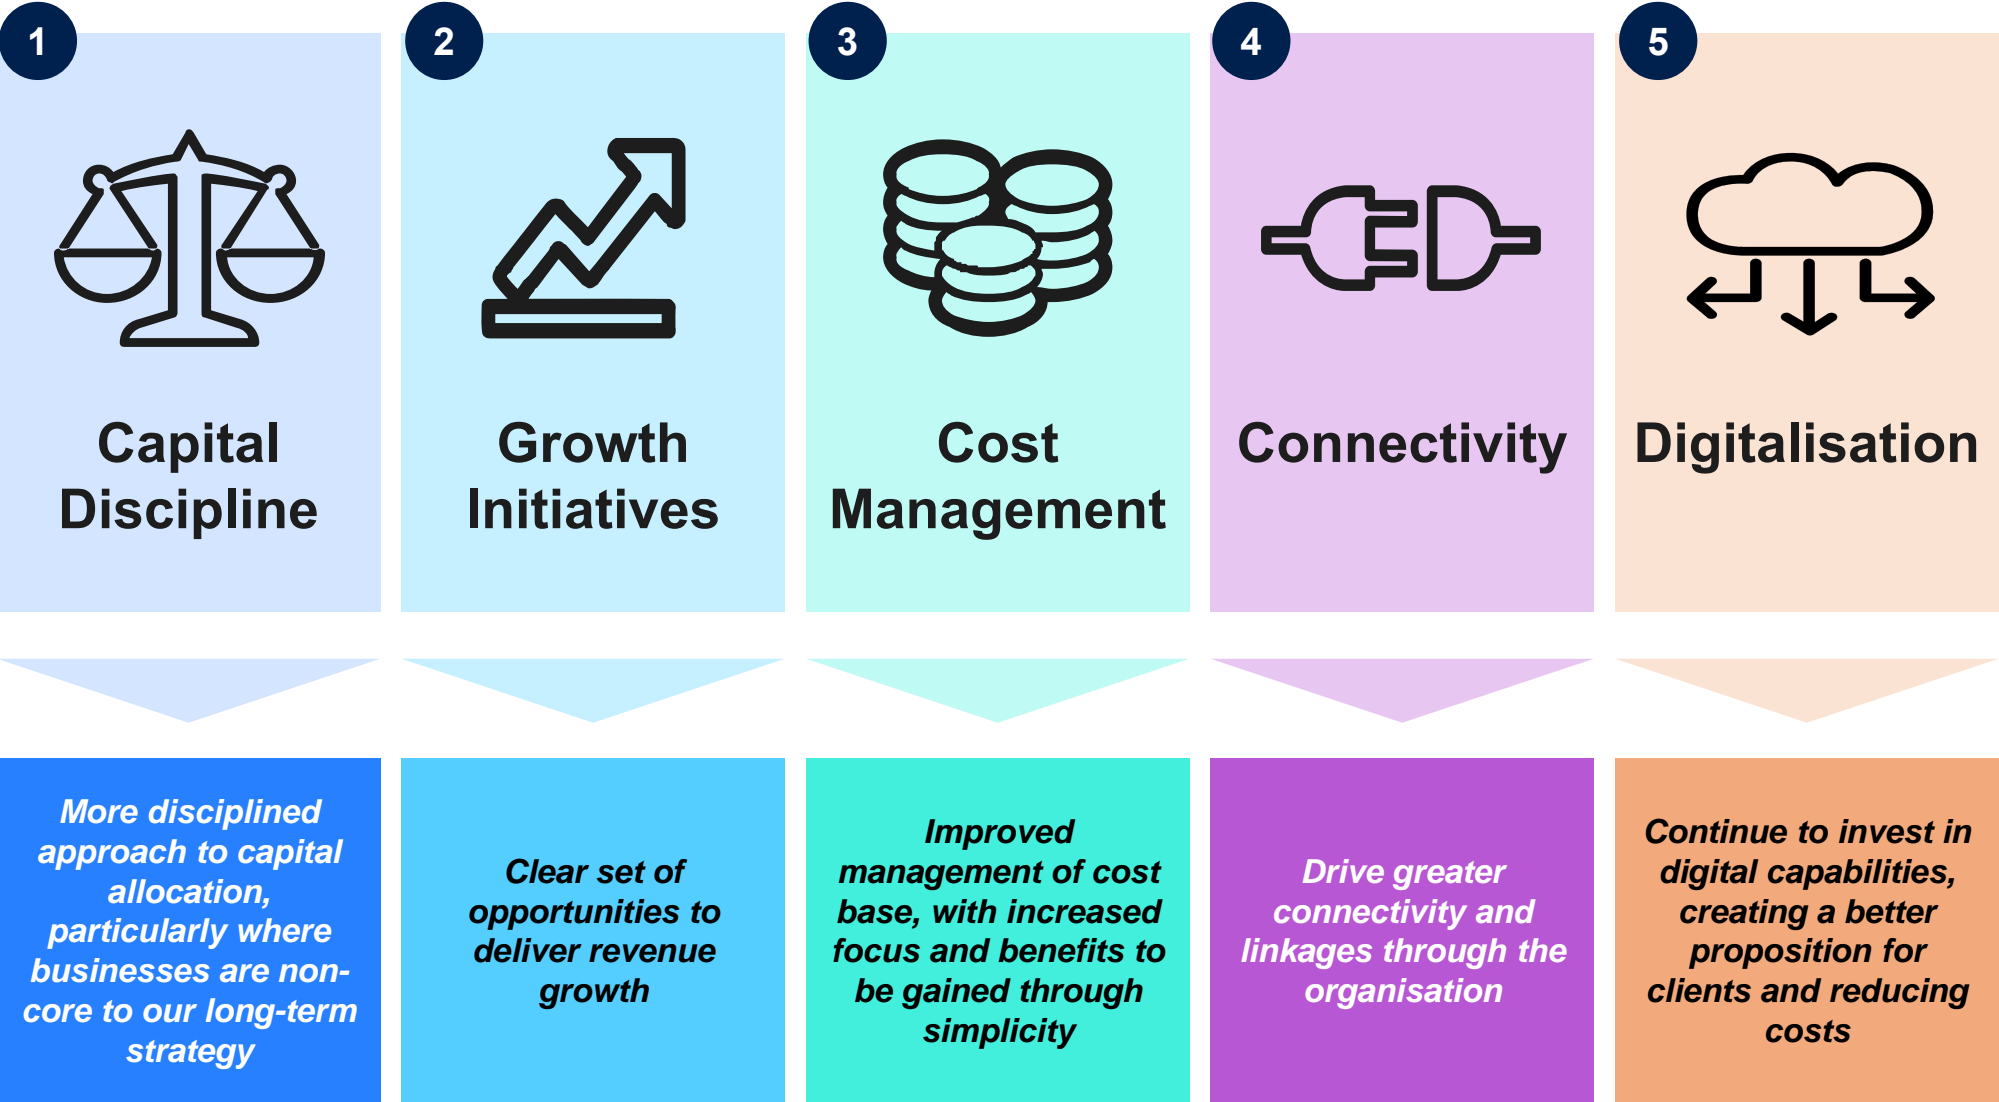 1
Capital
Discipline
More disciplined
approach to capital
allocation,
particularly where
businesses are non-
core to our long-term
strategy
2
Growth
Initiatives
Clear set of
opportunities to
deliver revenue
growth
3
Cost
Management
Improved
management of cost
base, with increased
focus and benefits to
be gained through
simplicity
4
Connectivity
Drive greater
connectivity and
linkages through the
organisation
5
Digitalisation
Continue to invest in
digital capabilities,
creating a better
proposition for
clients and reducing
costs